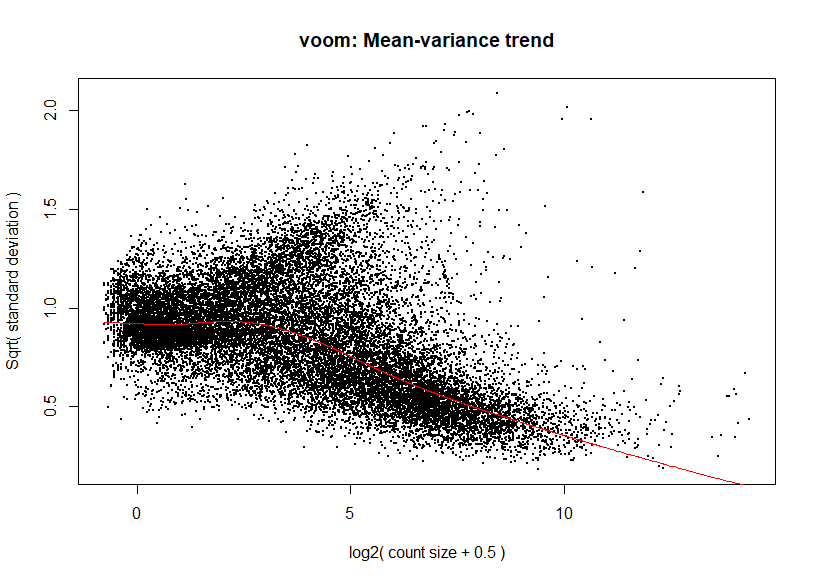 voom: Mean-variance trend
Sqrt( standard deviation )
2.0
1.5
1.0
0.5
0
5
10
log2( count size + 0.5 )